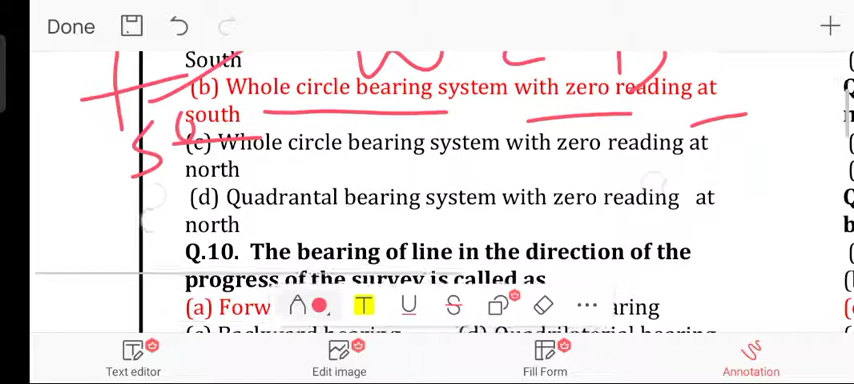 Done
South
W C B
(b) Whole circle bearing system with zero reading at
south
S
(c) Whole circle bearing system with zero reading at
north
(d) Quadrantal bearing system with zero reading at
north
Q.10. The bearing of line in the direction of the
progress of the survey is called as
(a) Forw
aring
T
U
S
Text editor
Edit image
Fill Form
Annotation